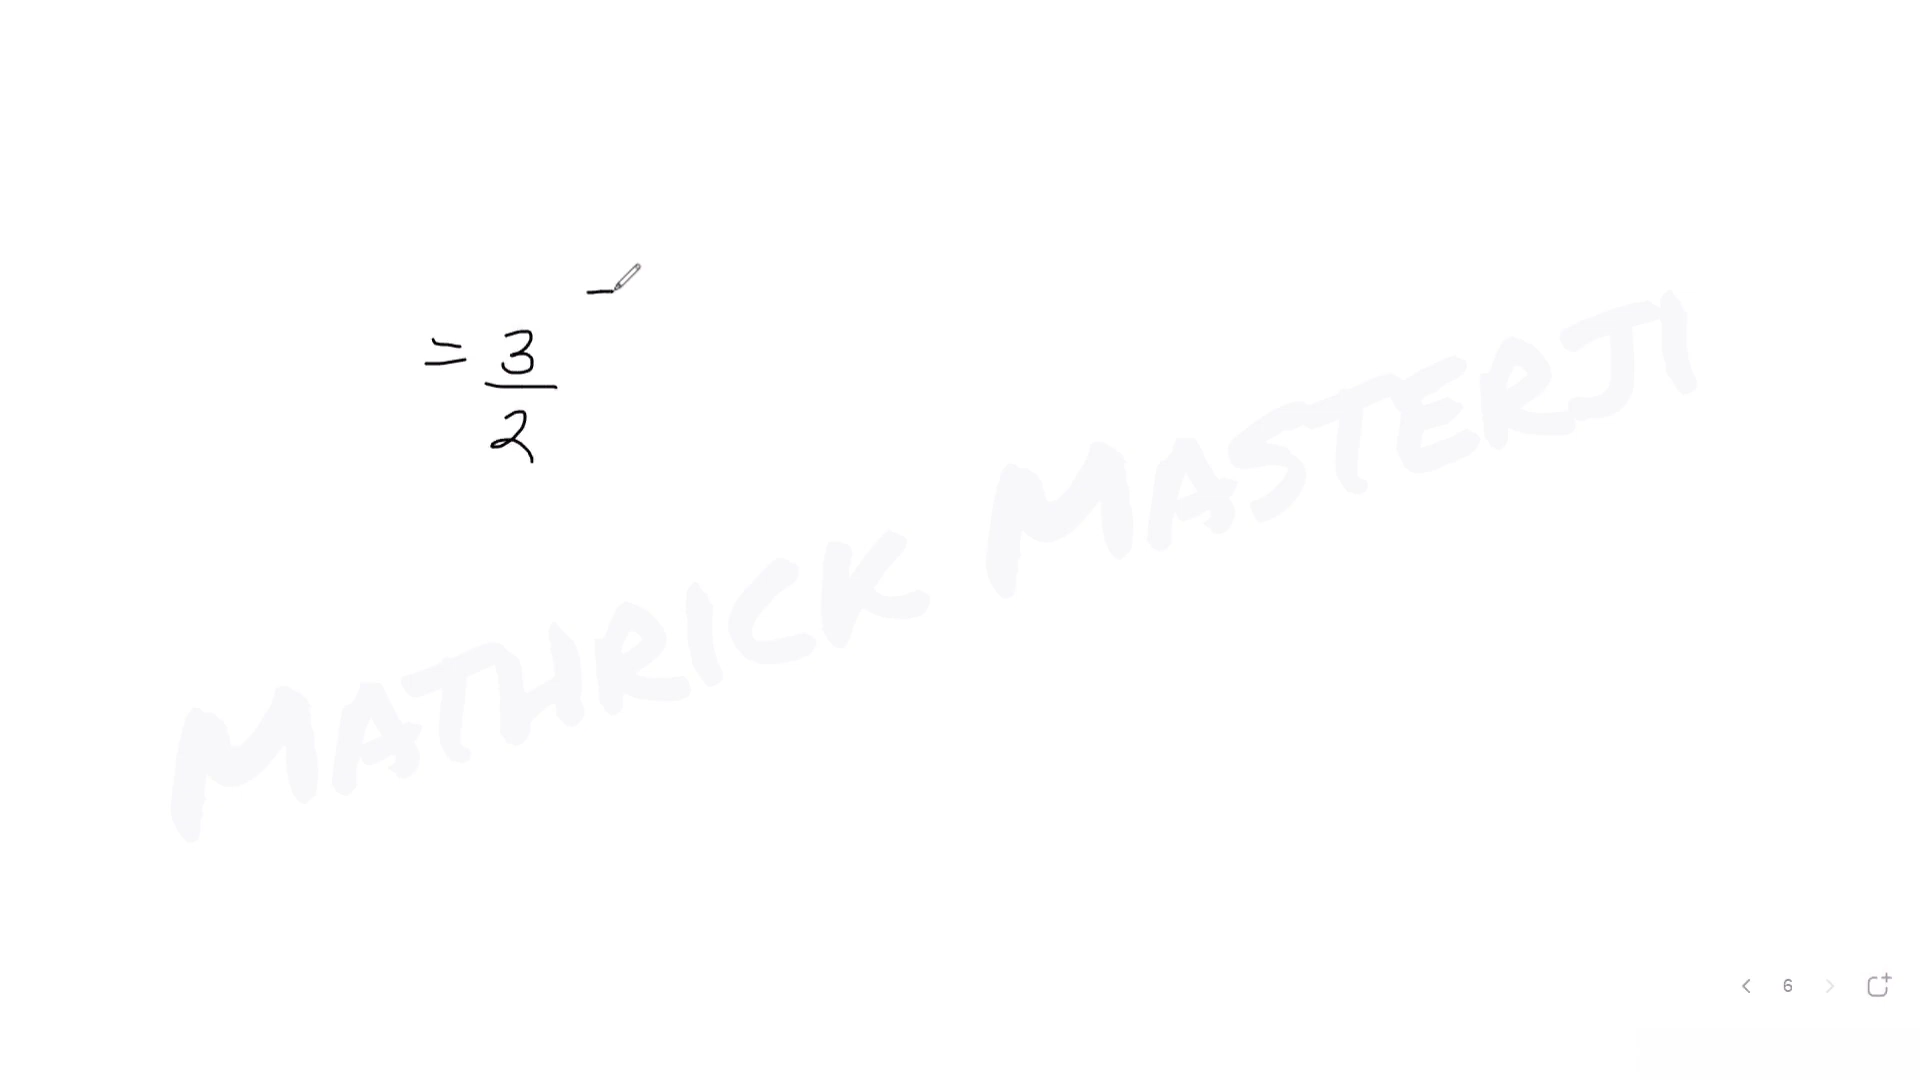 = 3/2 -
MATHRICK MASTERJI
< 6 >